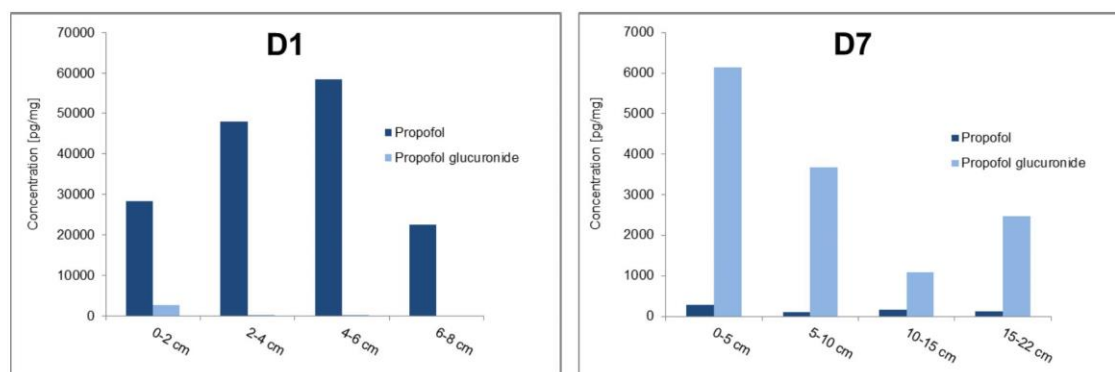 D1
Concentration [pg/mg]
70000
60000
50000
40000
30000
20000
10000
0
Propofol
Propofol glucuronide
0-2 cm
2-4 cm
4-6 cm
6-8 cm
D7
Concentration [pg/mg]
7000
6000
5000
4000
3000
2000
1000
0
Propofol
Propofol glucuronide
0-5 cm
5-10 cm
10-15 cm
15-22 cm